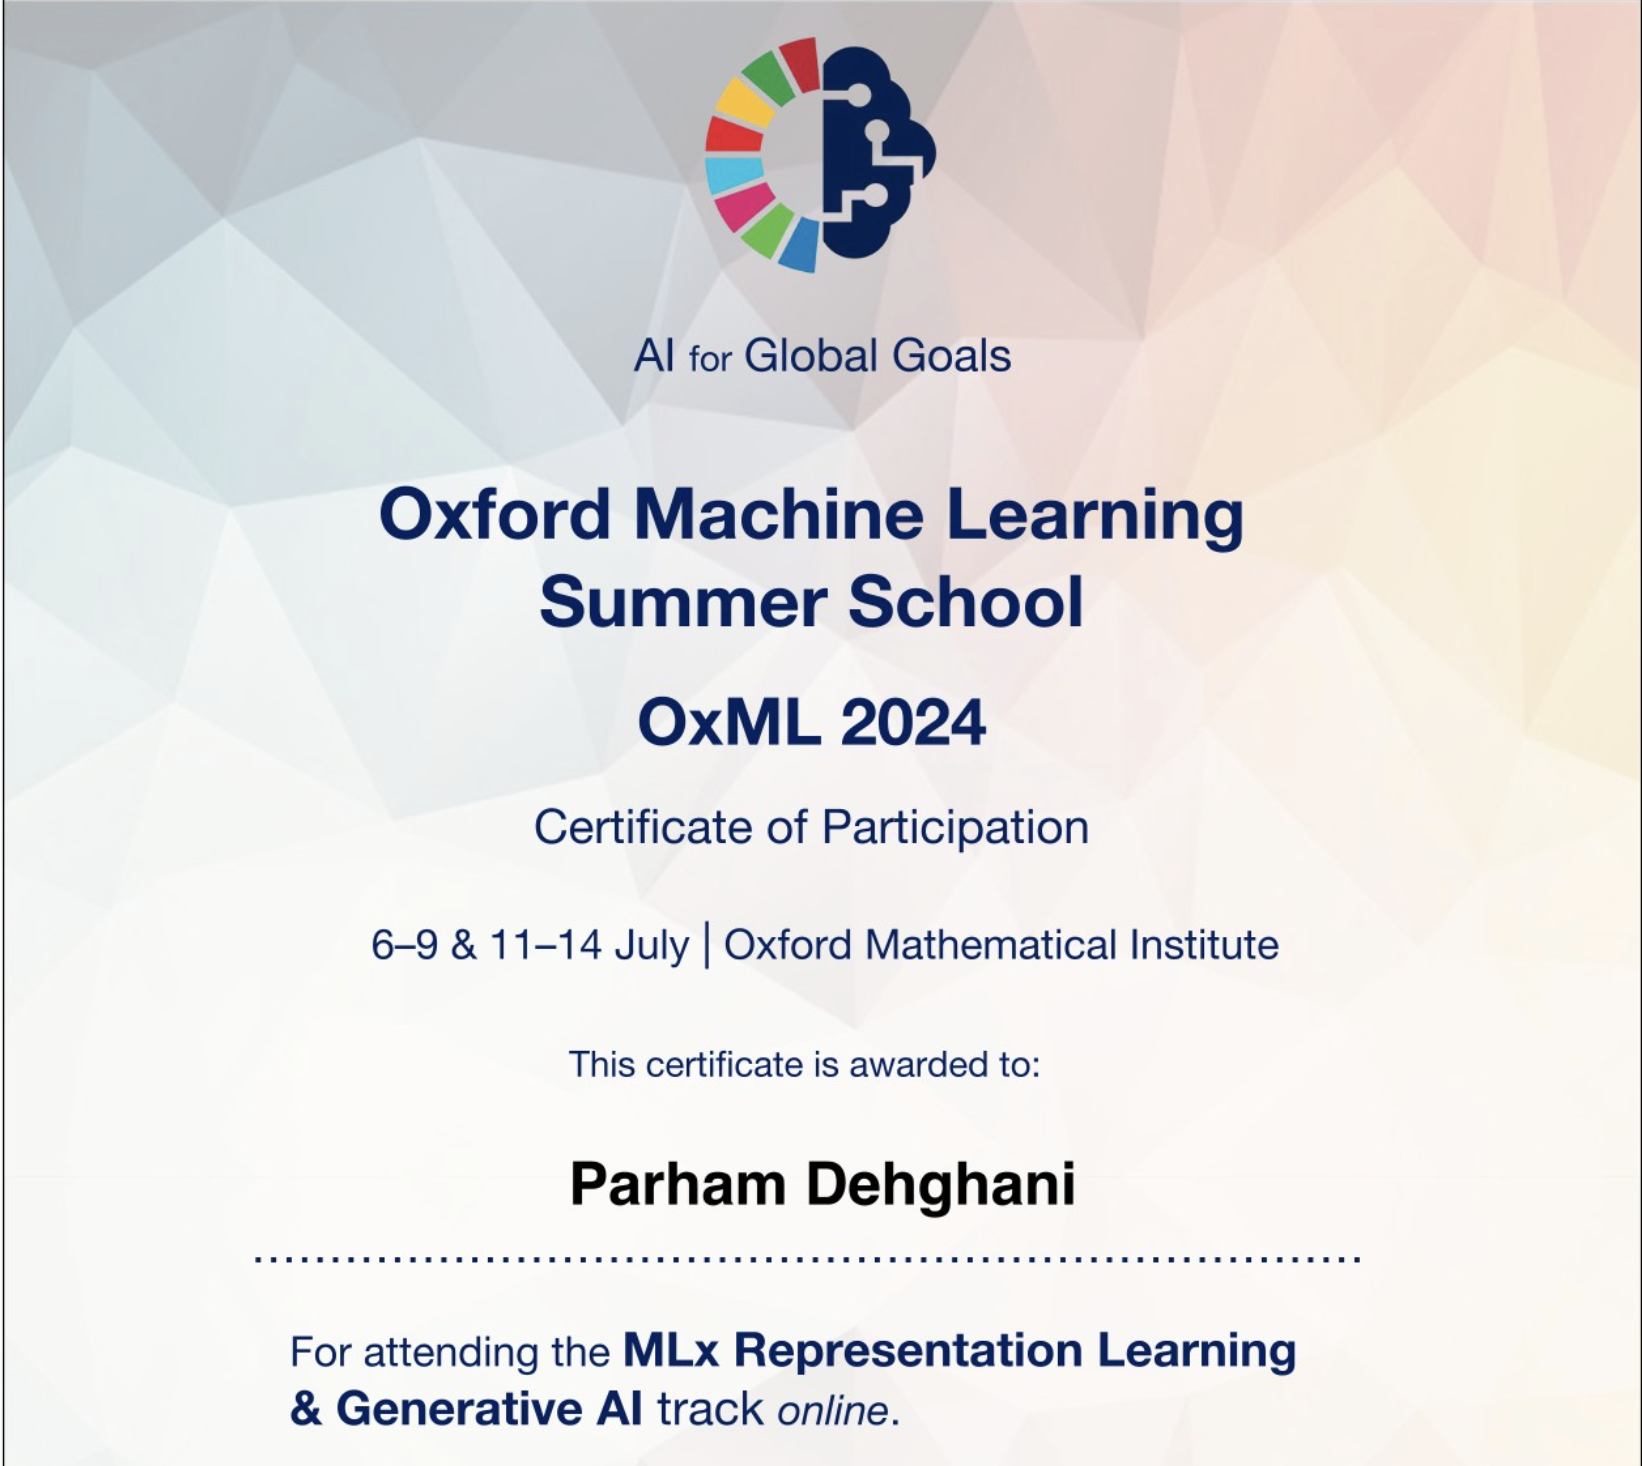 AI for Global Goals
Oxford Machine Learning
Summer School
OxML 2024
Certificate of Participation
6–9 & 11–14 July | Oxford Mathematical Institute
This certificate is awarded to:
Parham Dehghani
For attending the MLx Representation Learning
& Generative AI track online.